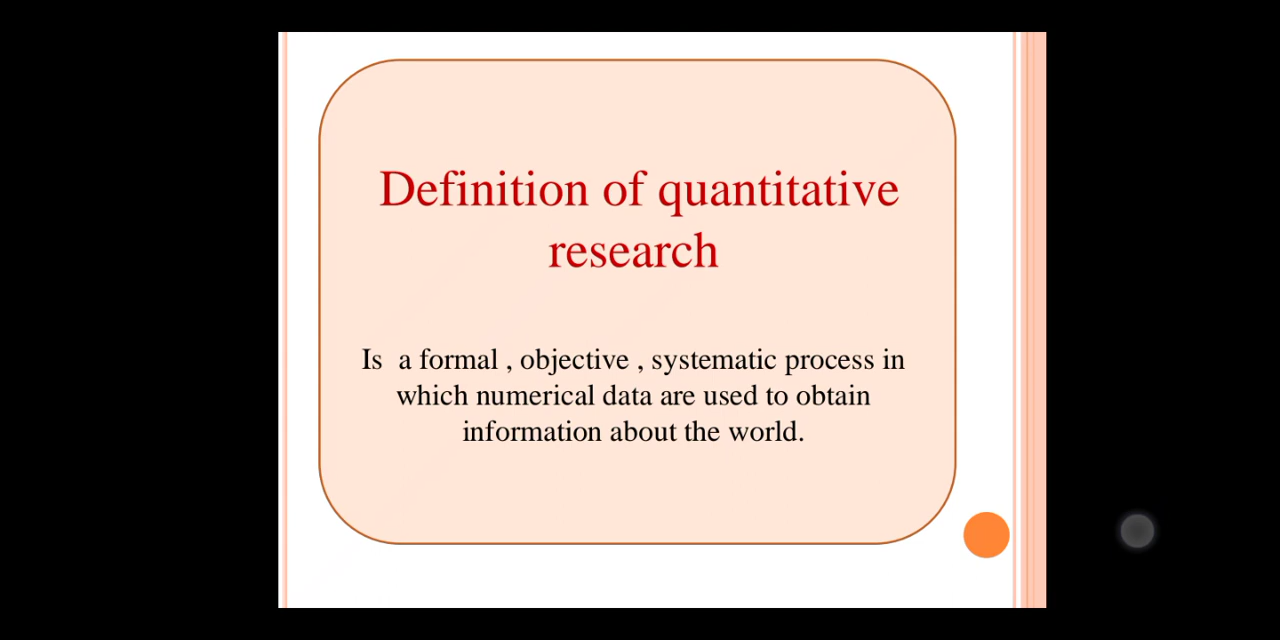 Definition of quantitative
research
Is  a formal , objective , systematic process in
which numerical data are used to obtain
information about the world.